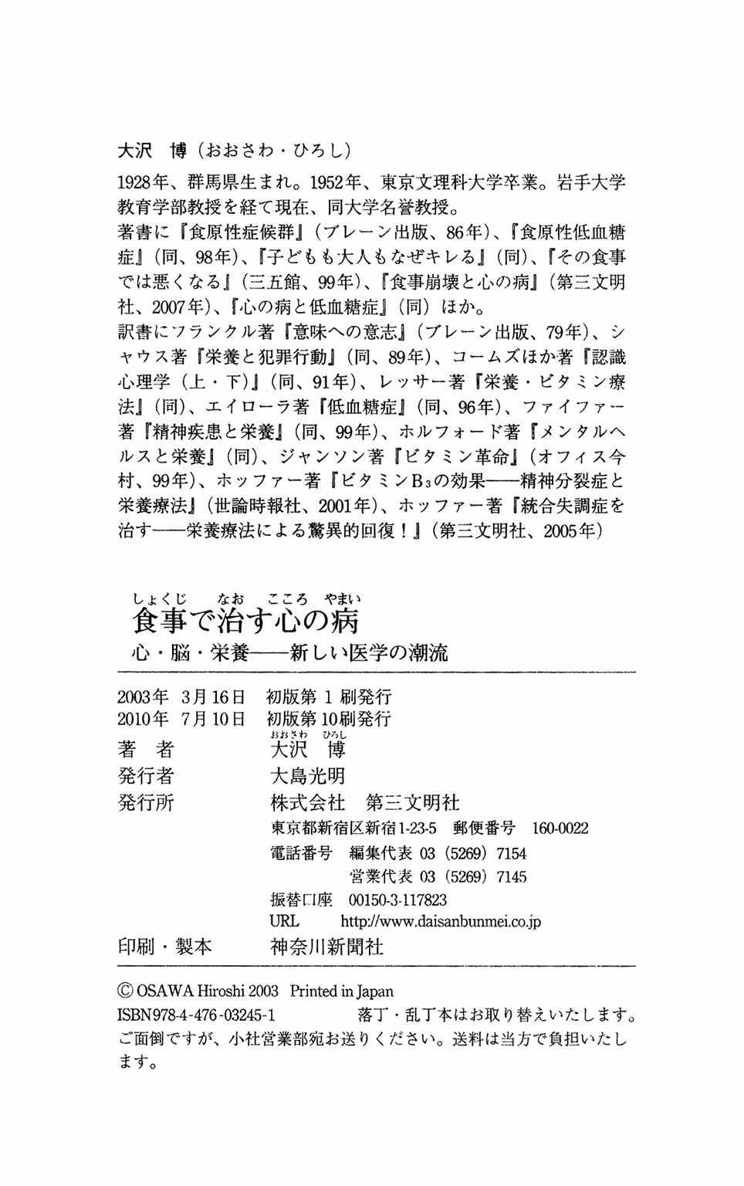 大沢　博（おおさわ・ひろし）
1928年、群馬県生まれ。1952年、東京文理科大学卒業。岩手大学
教育学部教授を経て現在、同大学名誉教授。
著書に『食原性症候群』（ブレーン出版、86年）、『食原性低血糖
症』（同、98年）、『子どもも大人もなぜキレる』（同）、『その食事
では悪くなる』（三五館、99年）、『食事崩壊と心の病』（第三文明
社、2007年）、『心の病と低血糖症』（同）ほか。
訳書にフランクル著『意味への意志』（ブレーン出版、79年）、シ
ャウス著『栄養と犯罪行動』（同、89年）、コームズほか著『認識
心理学（上・下）』（同、91年）、レッサー著『栄養・ビタミン療
法』（同）、エイローラ著『低血糖症』（同、96年）、ファイファー
著『精神疾患と栄養』（同、99年）、ホルフォード著『メンタルヘ
ルスと栄養』（同）、ジャンソン著『ビタミン革命』（オフィス今
村、99年）、ホッファー著『ビタミンB₃の効果――精神分裂症と
栄養療法』（世論時報社、2001年）、ホッファー著『統合失調症を
治す――栄養療法による驚異的回復！』（第三文明社、2005年）
しょくじ　なお　こころ　やまい
食事で治す心の病
心・脳・栄養――新しい医学の潮流
2003年 3月16日　初版第 1 刷発行
2010年 7月10日　初版第10刷発行
おおさわ　ひろし
著　者　大沢　博
発行者　大島光明
発行所　株式会社　第三文明社
東京都新宿区新宿1-23-5　郵便番号　160-0022
電話番号　編集代表 03（5269）7154
営業代表 03（5269）7145
振替口座　00150-3-117823
URL　http://www.daisanbunmei.co.jp
印刷・製本　神奈川新聞社
© OSAWA Hiroshi 2003　Printed in Japan
ISBN978-4-476-03245-1　落丁・乱丁本はお取り替えいたします。
ご面倒ですが、小社営業部宛お送りください。送料は当方で負担いたし
ます。